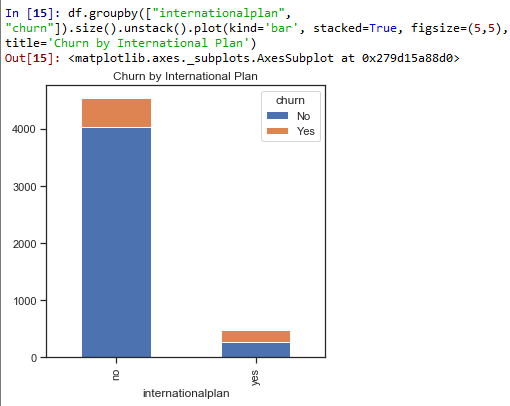 In [15]: df.groupby(["internationalplan",
"churn"]).size().unstack().plot(kind='bar', stacked=True, figsize=(5,5),
title='Churn by International Plan')
Out[15]: <matplotlib.axes._subplots.AxesSubplot at 0x279d15a88d0>
Churn by International Plan
churn
No
Yes
4000
3000
2000
1000
0
no
yes
internationalplan